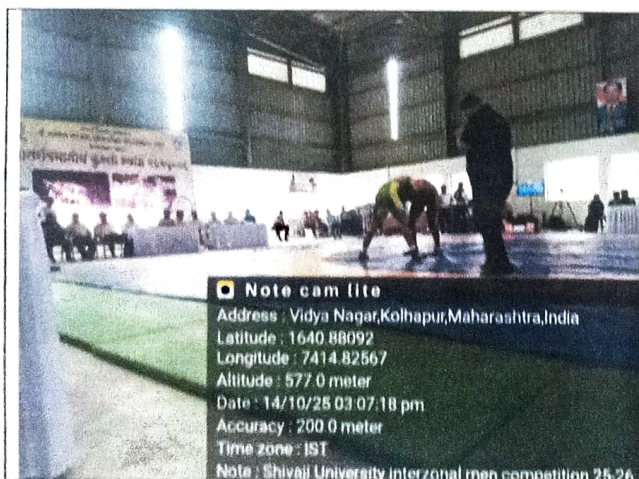 Note cam lite
Address : Vidya Nagar,Kolhapur,Maharashtra,India
Latitude : 1640.88092
Longitude : 7414.82567
Altitude : 577.0 meter
Date : 14/10/25 03:07:18 pm
Accuracy : 200.0 meter
Time zone : IST
Note : Shivaji University interzonal men competition 25-26